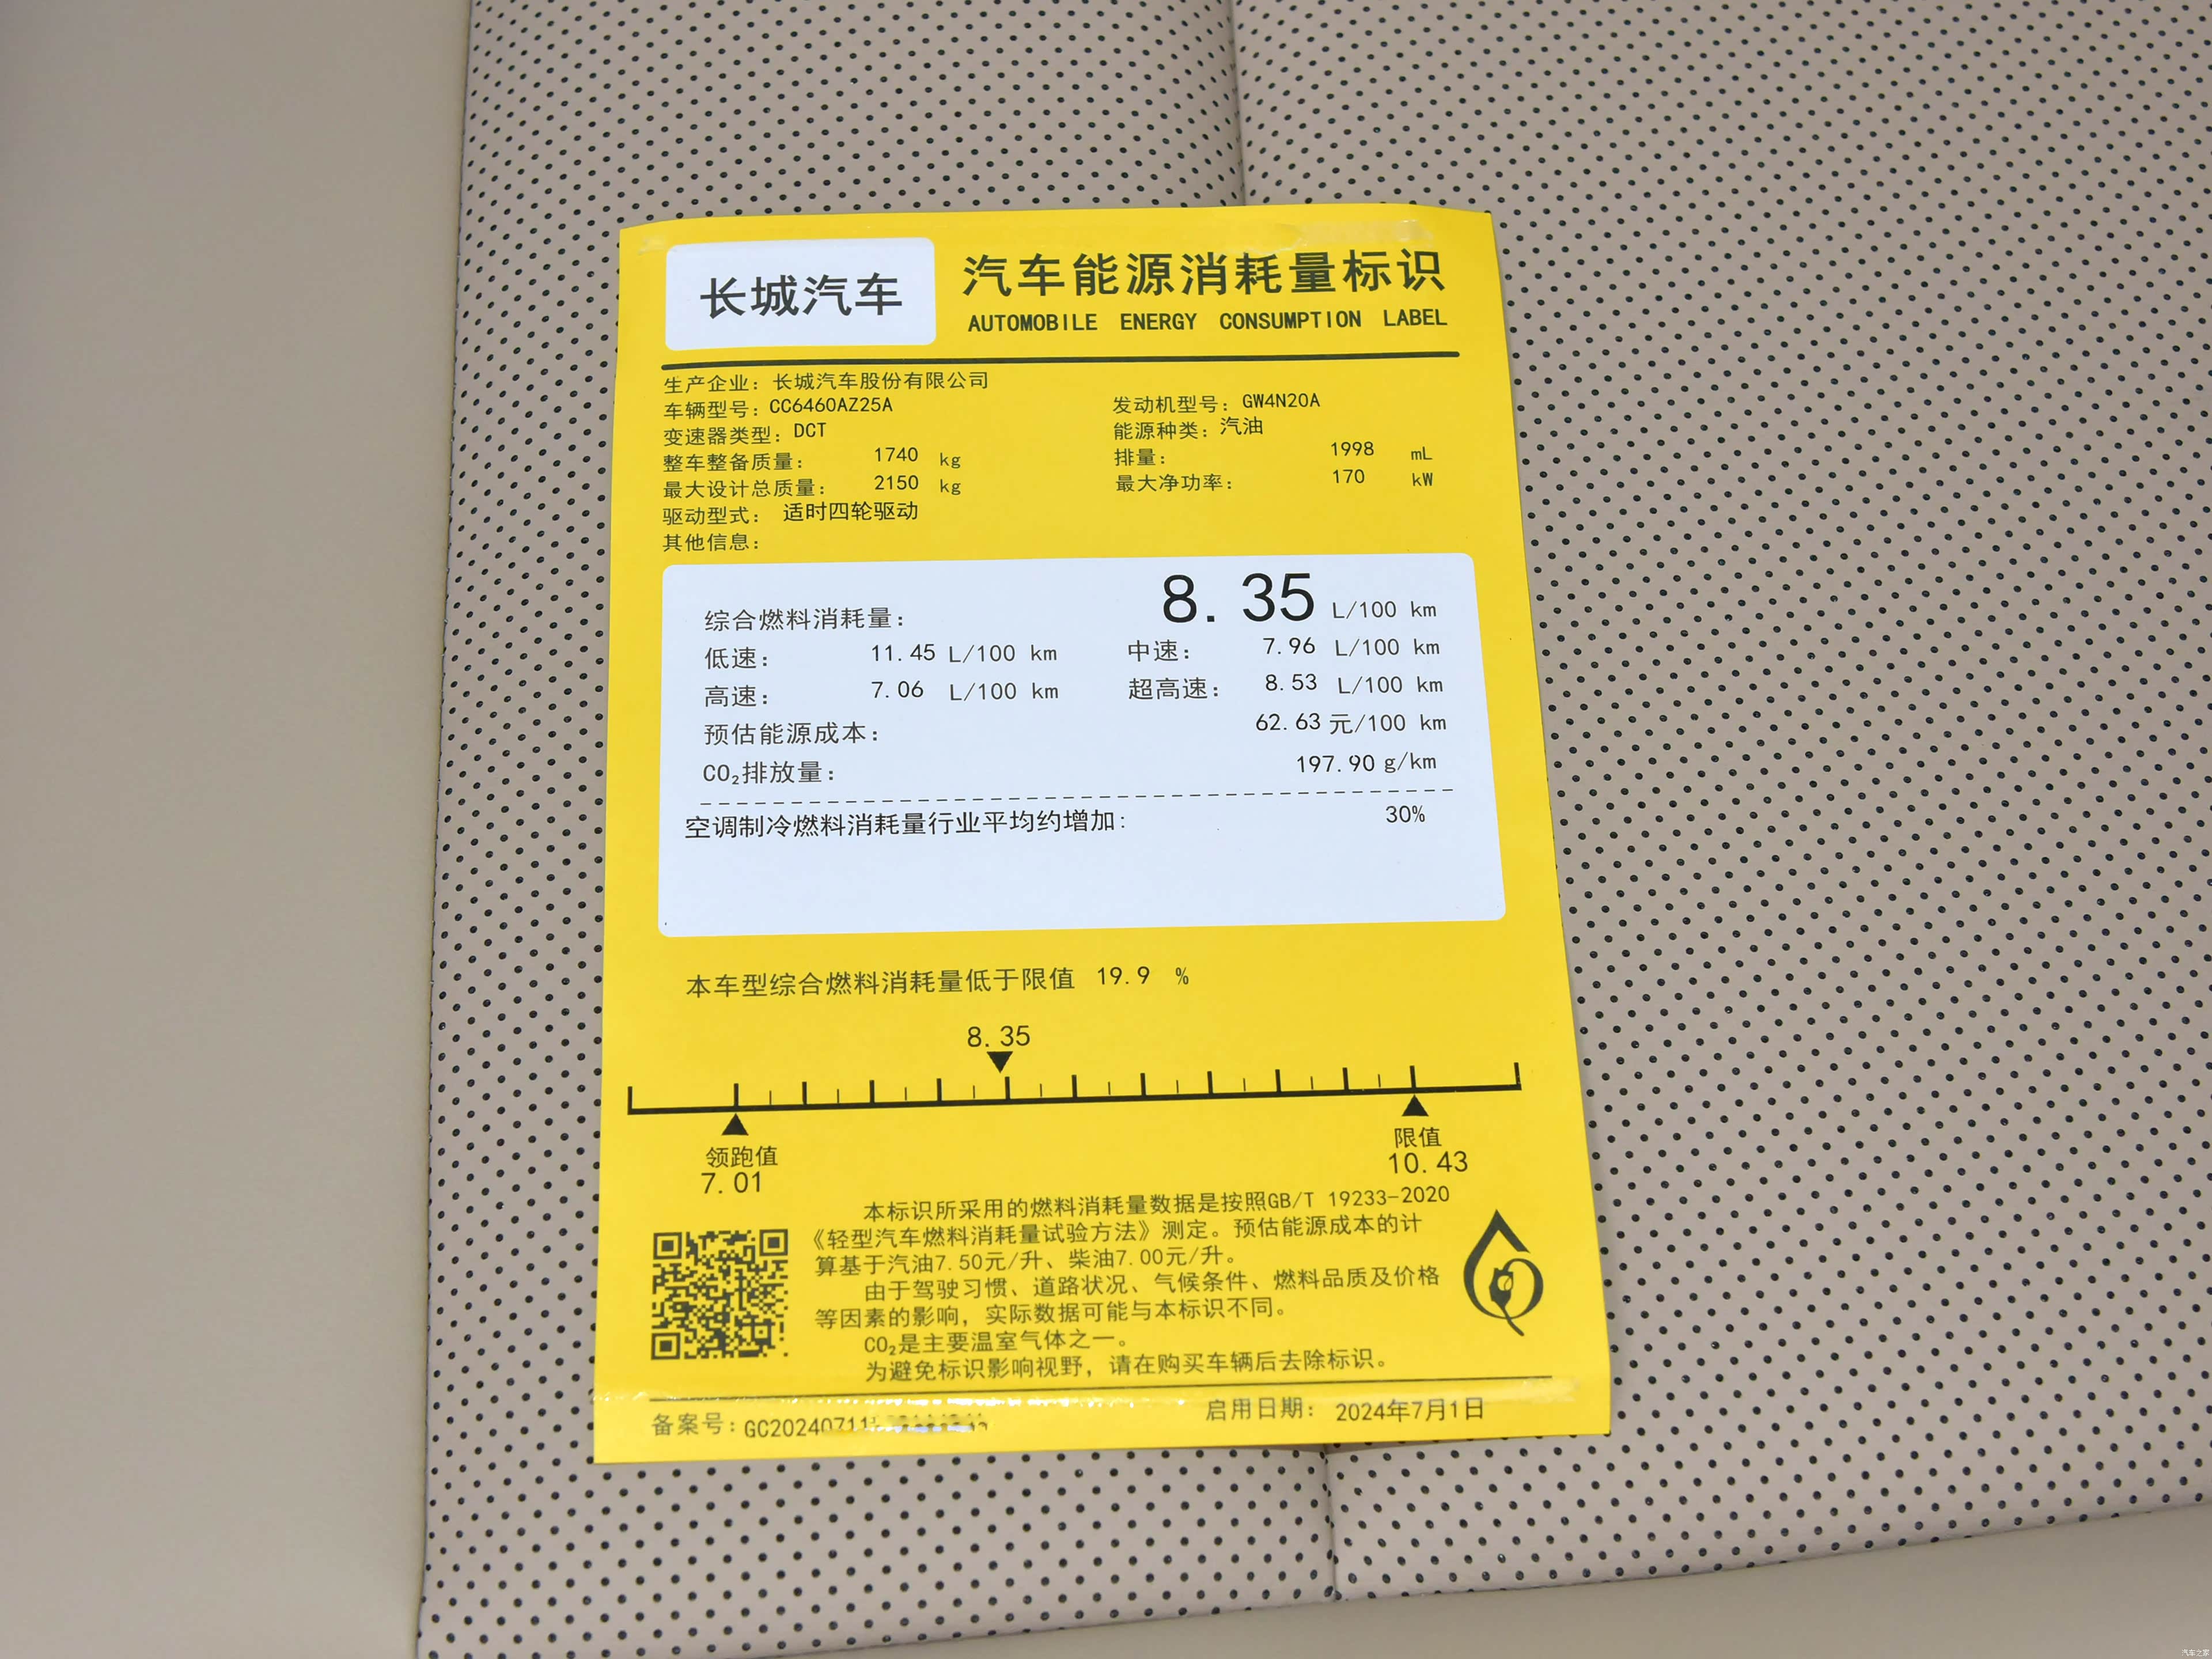 长城汽车
汽车能源消耗量标识
AUTOMOBILE ENERGY CONSUMPTION LABEL
生产企业：长城汽车股份有限公司
车辆型号：CC6460AZ25A 发动机型号：GW4N20A
变速器类型：DCT 能源种类：汽油
整车整备质量： 1740 kg 排量： 1998 mL
最大设计总质量： 2150 kg 最大净功率： 170 kW
驱动型式： 适时四轮驱动
其他信息：
综合燃料消耗量： 8.35 L/100 km
低速： 11.45 L/100 km 中速： 7.96 L/100 km
高速： 7.06 L/100 km 超高速： 8.53 L/100 km
预估能源成本： 62.63 元/100 km
CO₂排放量： 197.90 g/km
空调制冷燃料消耗量行业平均约增加： 30%
本车型综合燃料消耗量低于限值 19.9 %
8.35
领跑值 限值
7.01 10.43
本标识所采用的燃料消耗量数据是按照GB/T 19233-2020
《轻型汽车燃料消耗量试验方法》测定。预估能源成本的计
算基于汽油7.50元/升、柴油7.00元/升。
由于驾驶习惯、道路状况、气候条件、燃料品质及价格
等因素的影响，实际数据可能与本标识不同。
CO₂是主要温室气体之一。
为避免标识影响视野，请在购买车辆后去除标识。
备案号：GC20240711 启用日期： 2024年7月1日
汽车之家